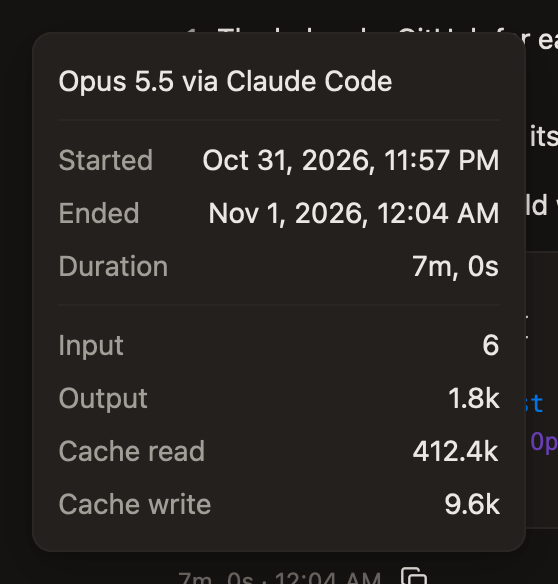 Opus 5.5 via Claude Code
Started Oct 31, 2026, 11:57 PM
Ended Nov 1, 2026, 12:04 AM
Duration 7m, 0s
Input 6
Output 1.8k
Cache read 412.4k
Cache write 9.6k
7m, 0s · 12:04 AM